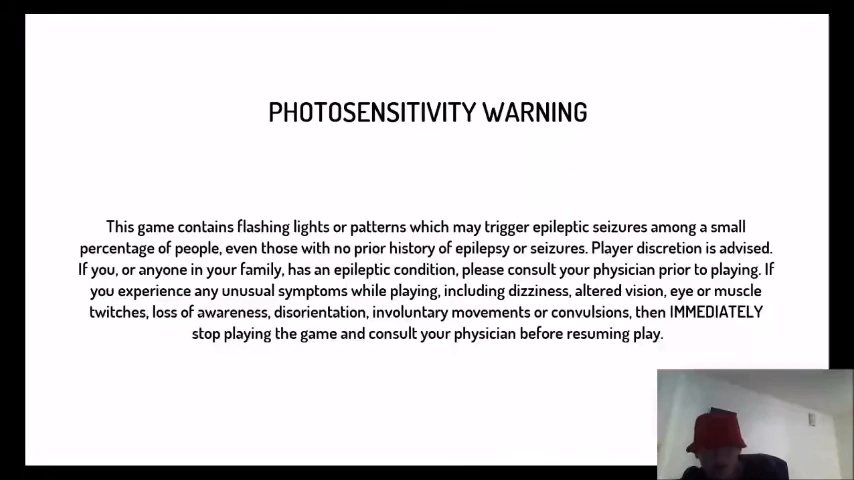 PHOTOSENSITIVITY WARNING
This game contains flashing lights or patterns which may trigger epileptic seizures among a small
percentage of people, even those with no prior history of epilepsy or seizures. Player discretion is advised.
If you, or anyone in your family, has an epileptic condition, please consult your physician prior to playing. If
you experience any unusual symptoms while playing, including dizziness, altered vision, eye or muscle
twitches, loss of awareness, disorientation, involuntary movements or convulsions, then IMMEDIATELY
stop playing the game and consult your physician before resuming play.